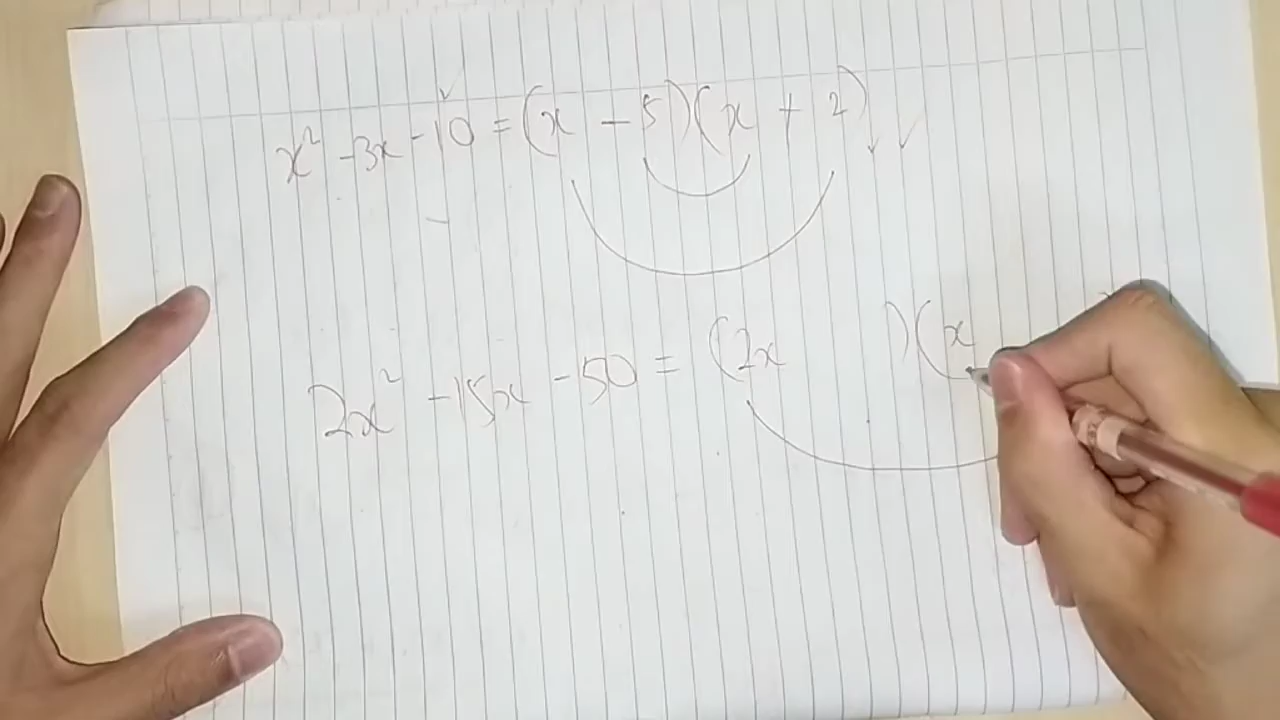 x² -3x -10 = (x - 5)(x + 2)
2x² -15x -50 = (2x )(x